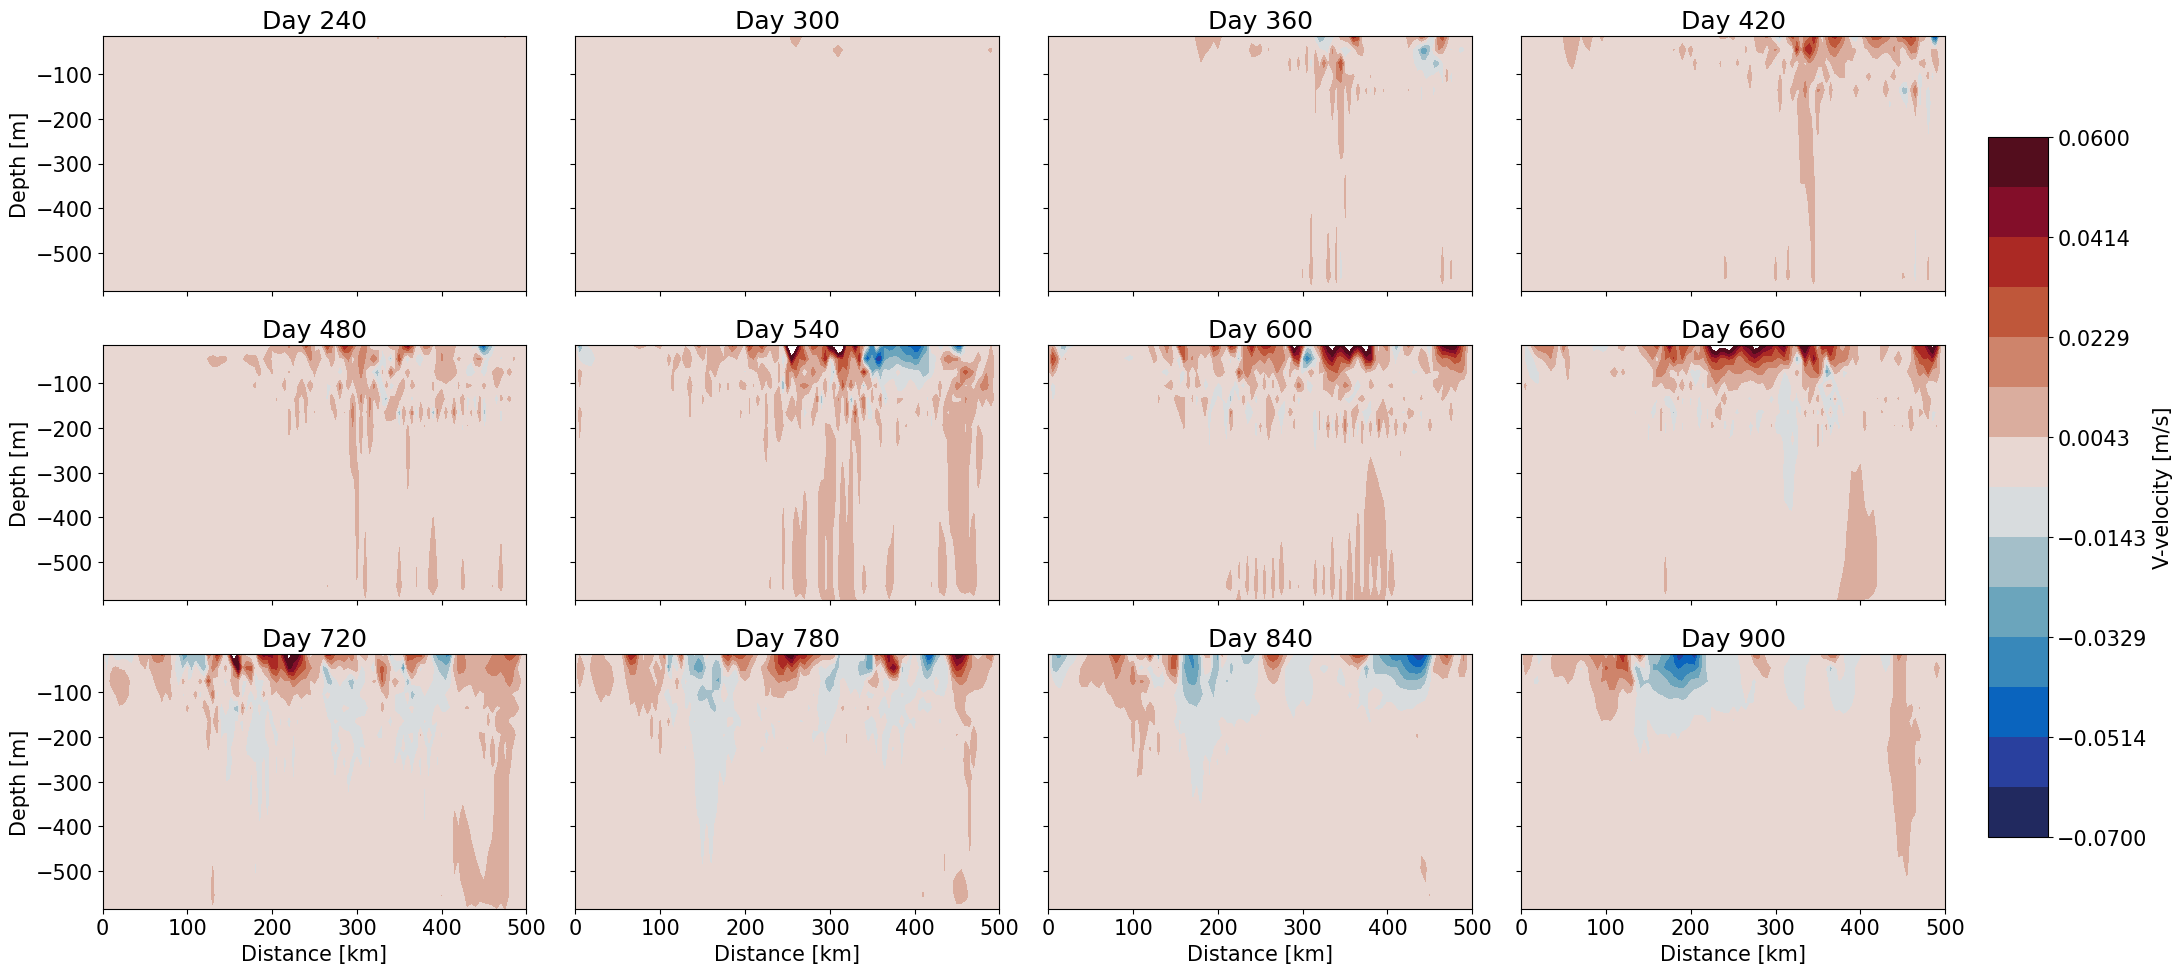 Day 240
Day 300
Day 360
Day 420
Depth [m]
−100
−200
−300
−400
−500
Day 480
Day 540
Day 600
Day 660
Depth [m]
−100
−200
−300
−400
−500
Day 720
Day 780
Day 840
Day 900
Depth [m]
−100
−200
−300
−400
−500
0 100 200 300 400 500
0 100 200 300 400 500
0 100 200 300 400 500
0 100 200 300 400 500
Distance [km]
Distance [km]
Distance [km]
Distance [km]
0.0600
0.0414
0.0229
0.0043
−0.0143
−0.0329
−0.0514
−0.0700
V-velocity [m/s]